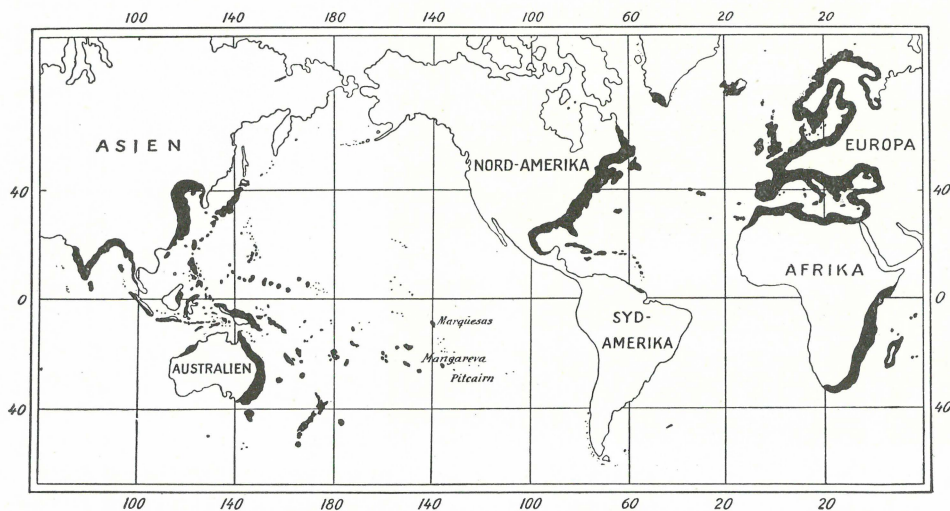 100 140 180 140 100 60 20 20
ASIEN
NORD-AMERIKA
EUROPA
40 40
AFRIKA
0 0
SYD-
AMERIKA
Marquesas
Mangareva
Pitcairn
AUSTRALIEN
40 40
100 140 180 140 100 60 20 20